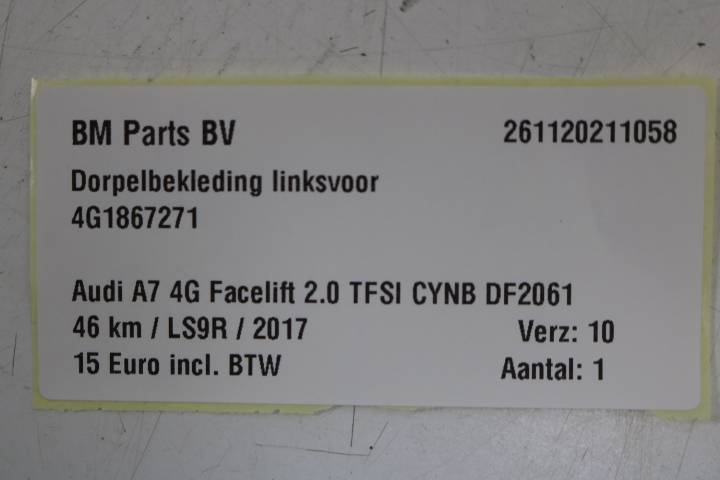 BM Parts BV 261120211058
Dorpelbekleding linksvoor
4G1867271
Audi A7 4G Facelift 2.0 TFSI CYNB DF2061
46 km / LS9R / 2017 Verz: 10
15 Euro incl. BTW Aantal: 1